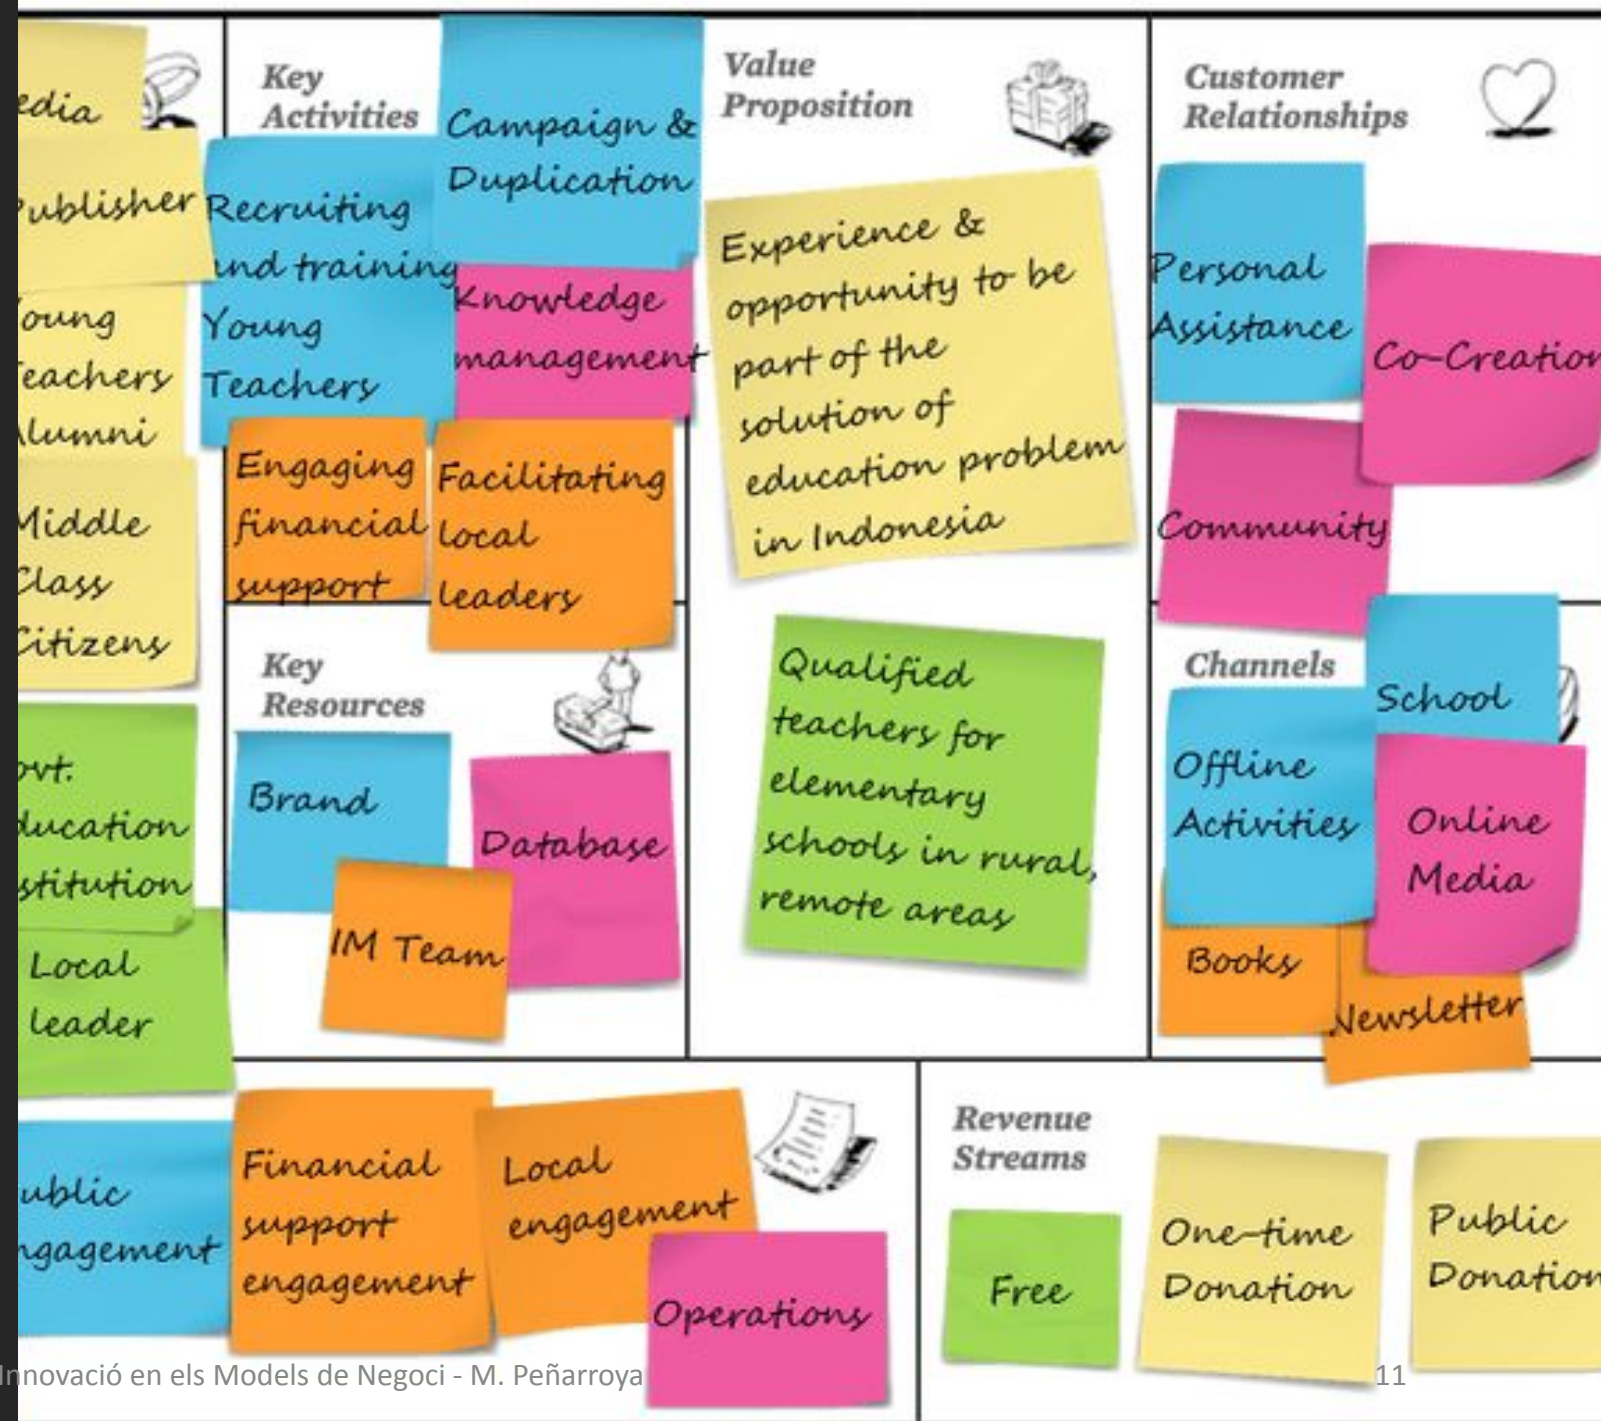 edia
Publisher
Young
Teachers
Alumni
Middle
Class
Citizens
ovt.
ducation
stitution
Local
leader
Key
Activities
Campaign &
Duplication
Recruiting
and training
Young
Teachers
Knowledge
management
Engaging
financial
support
Facilitating
local
leaders
Key
Resources
Brand
Database
IM Team
Value
Proposition
Experience &
opportunity to be
part of the
solution of
education problem
in Indonesia
Qualified
teachers for
elementary
schools in rural,
remote areas
Customer
Relationships
Personal
Assistance
Co-Creation
Community
Channels
School
Offline
Activities
Online
Media
Books
Newsletter
ublic
ngagement
Financial
support
engagement
Local
engagement
Operations
Revenue
Streams
Free
One-time
Donation
Public
Donation
Innovació en els Models de Negoci - M. Peñarroya
11